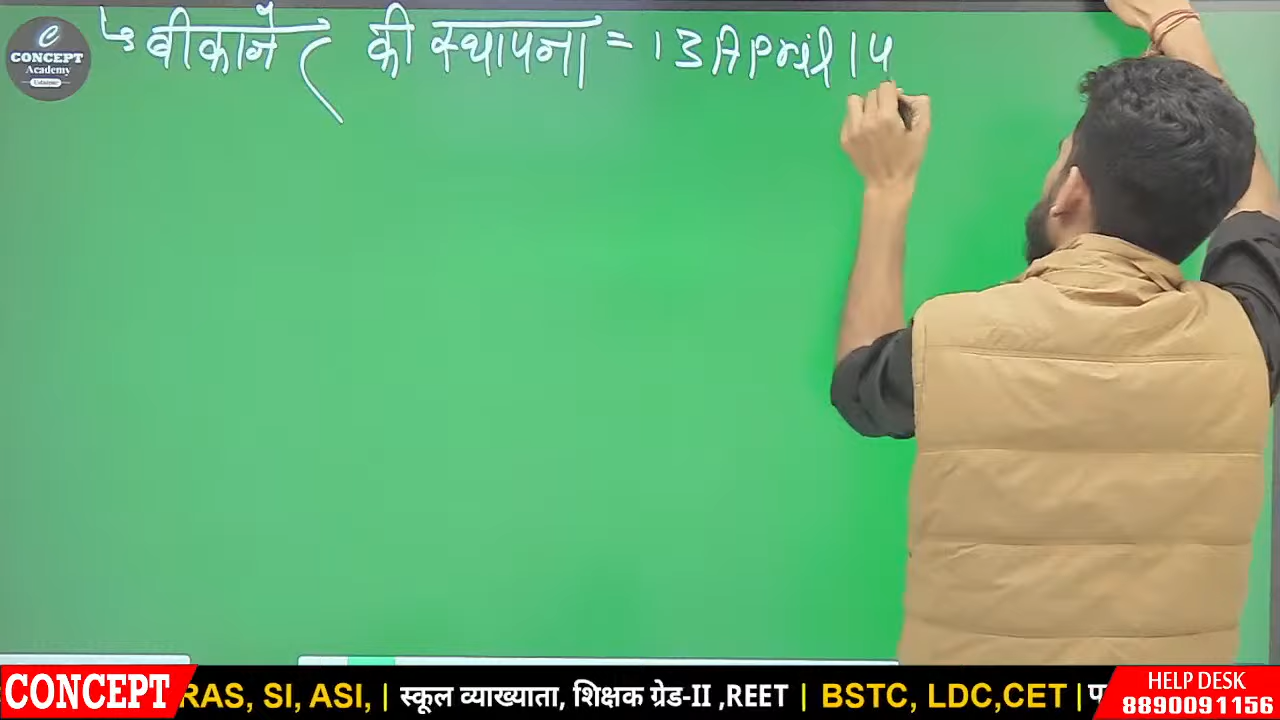 ↳ बीकानेर की स्थापना = 13 April 14
CONCEPT
Academy
CONCEPT
RAS, SI, ASI, | स्कूल व्याख्याता, शिक्षक ग्रेड-II ,REET | BSTC, LDC,CET |
HELP DESK
8890091156